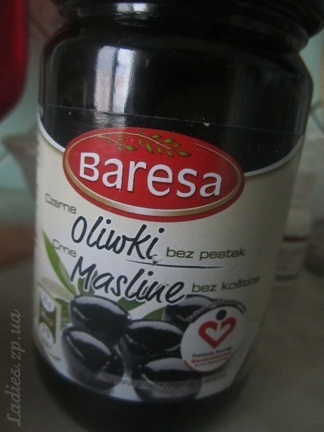 Baresa
Czarne
Oliwki bez pestek
Crne
Masline bez koštica
Ladies.zp.ua